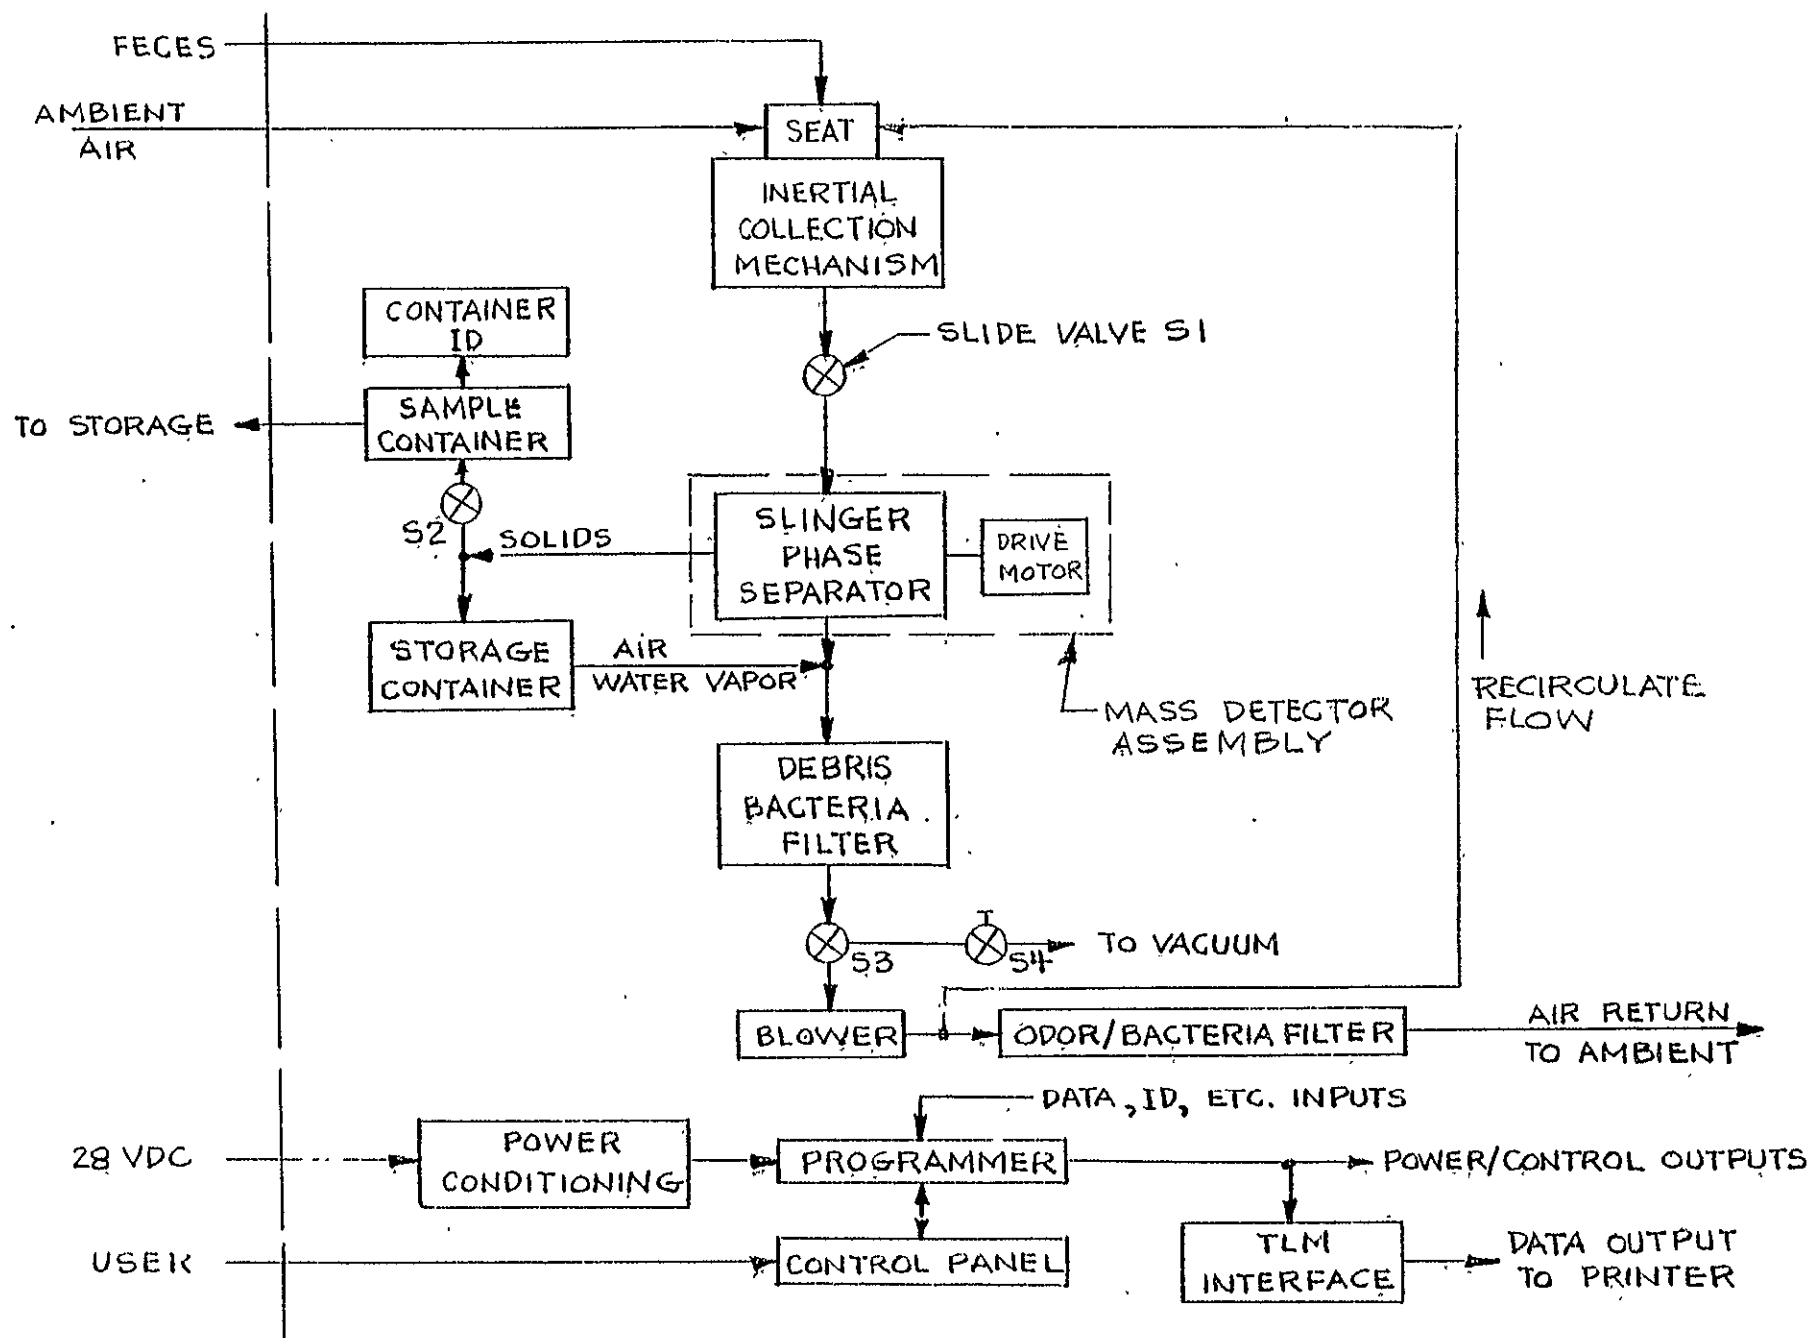 FECES
AMBIENT
AIR
SEAT
INERTIAL
COLLECTION
MECHANISM
CONTAINER
ID
SLIDE VALVE S1
SAMPLE
CONTAINER
TO STORAGE
S2
SOLIDS
SLINGER
PHASE
SEPARATOR
DRIVE
MOTOR
STORAGE
CONTAINER
AIR
WATER VAPOR
MASS DETECTOR
ASSEMBLY
RECIRCULATE
FLOW
DEBRIS
BACTERIA
FILTER
S3
T
S4
TO VACUUM
BLOWER
ODOR/BACTERIA FILTER
AIR RETURN
TO AMBIENT
DATA, ID, ETC. INPUTS
28 VDC
POWER
CONDITIONING
PROGRAMMER
POWER/CONTROL OUTPUTS
USER
CONTROL PANEL
TLM
INTERFACE
DATA OUTPUT
TO PRINTER